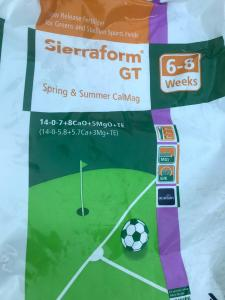 Slow Release Fertilizer
for Greens and Stadium Sports Fields
Sierraform®
GT
6-8
Weeks
Spring & Summer CalMag
14-0-7+8CaO+5MgO+TE
(14-0-5.8+5.7Ca+3Mg+TE)